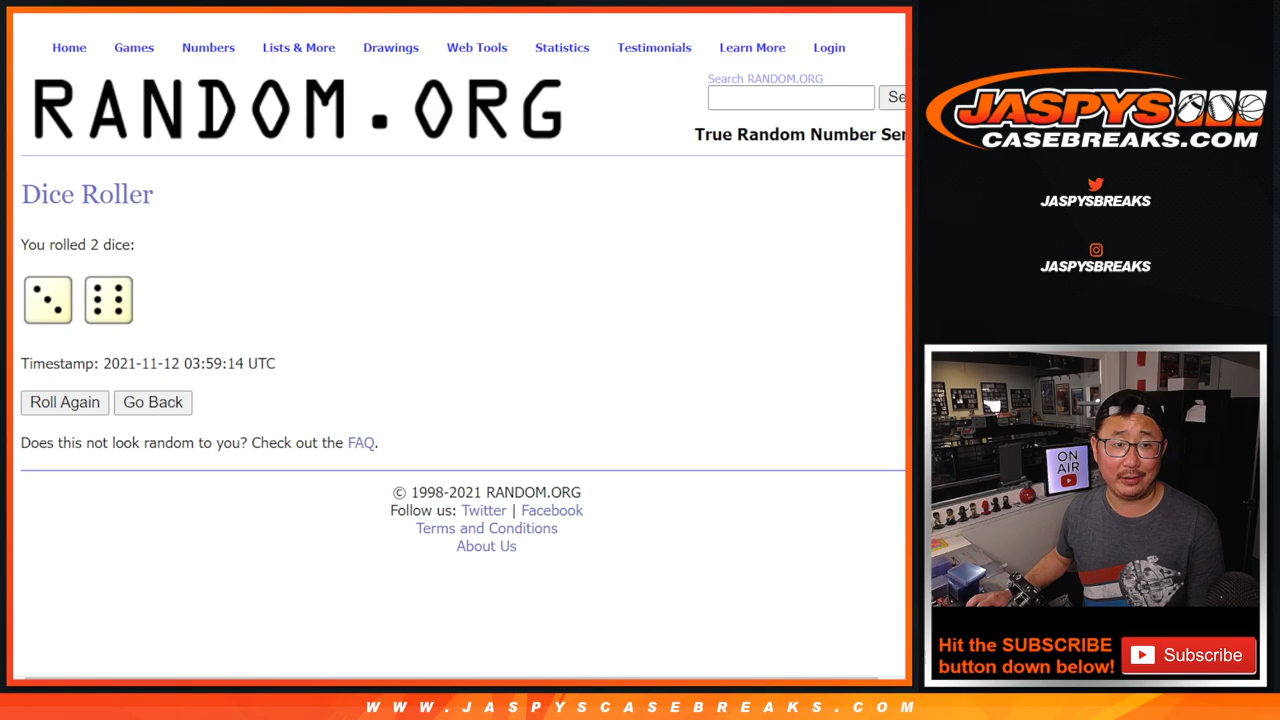 Home Games Numbers Lists & More Drawings Web Tools Statistics Testimonials Learn More Login
RANDOM.ORG
Search RANDOM.ORG
Se
True Random Number Ser
Dice Roller
You rolled 2 dice:
Timestamp: 2021-11-12 03:59:14 UTC
Roll Again Go Back
Does this not look random to you? Check out the FAQ.
© 1998-2021 RANDOM.ORG
Follow us: Twitter | Facebook
Terms and Conditions
About Us
JASPYS
CASEBREAKS.COM
JASPYSBREAKS
JASPYSBREAKS
ON
AIR
Hit the SUBSCRIBE
button down below!
Subscribe
WWW.JASPYSCASEBREAKS.COM